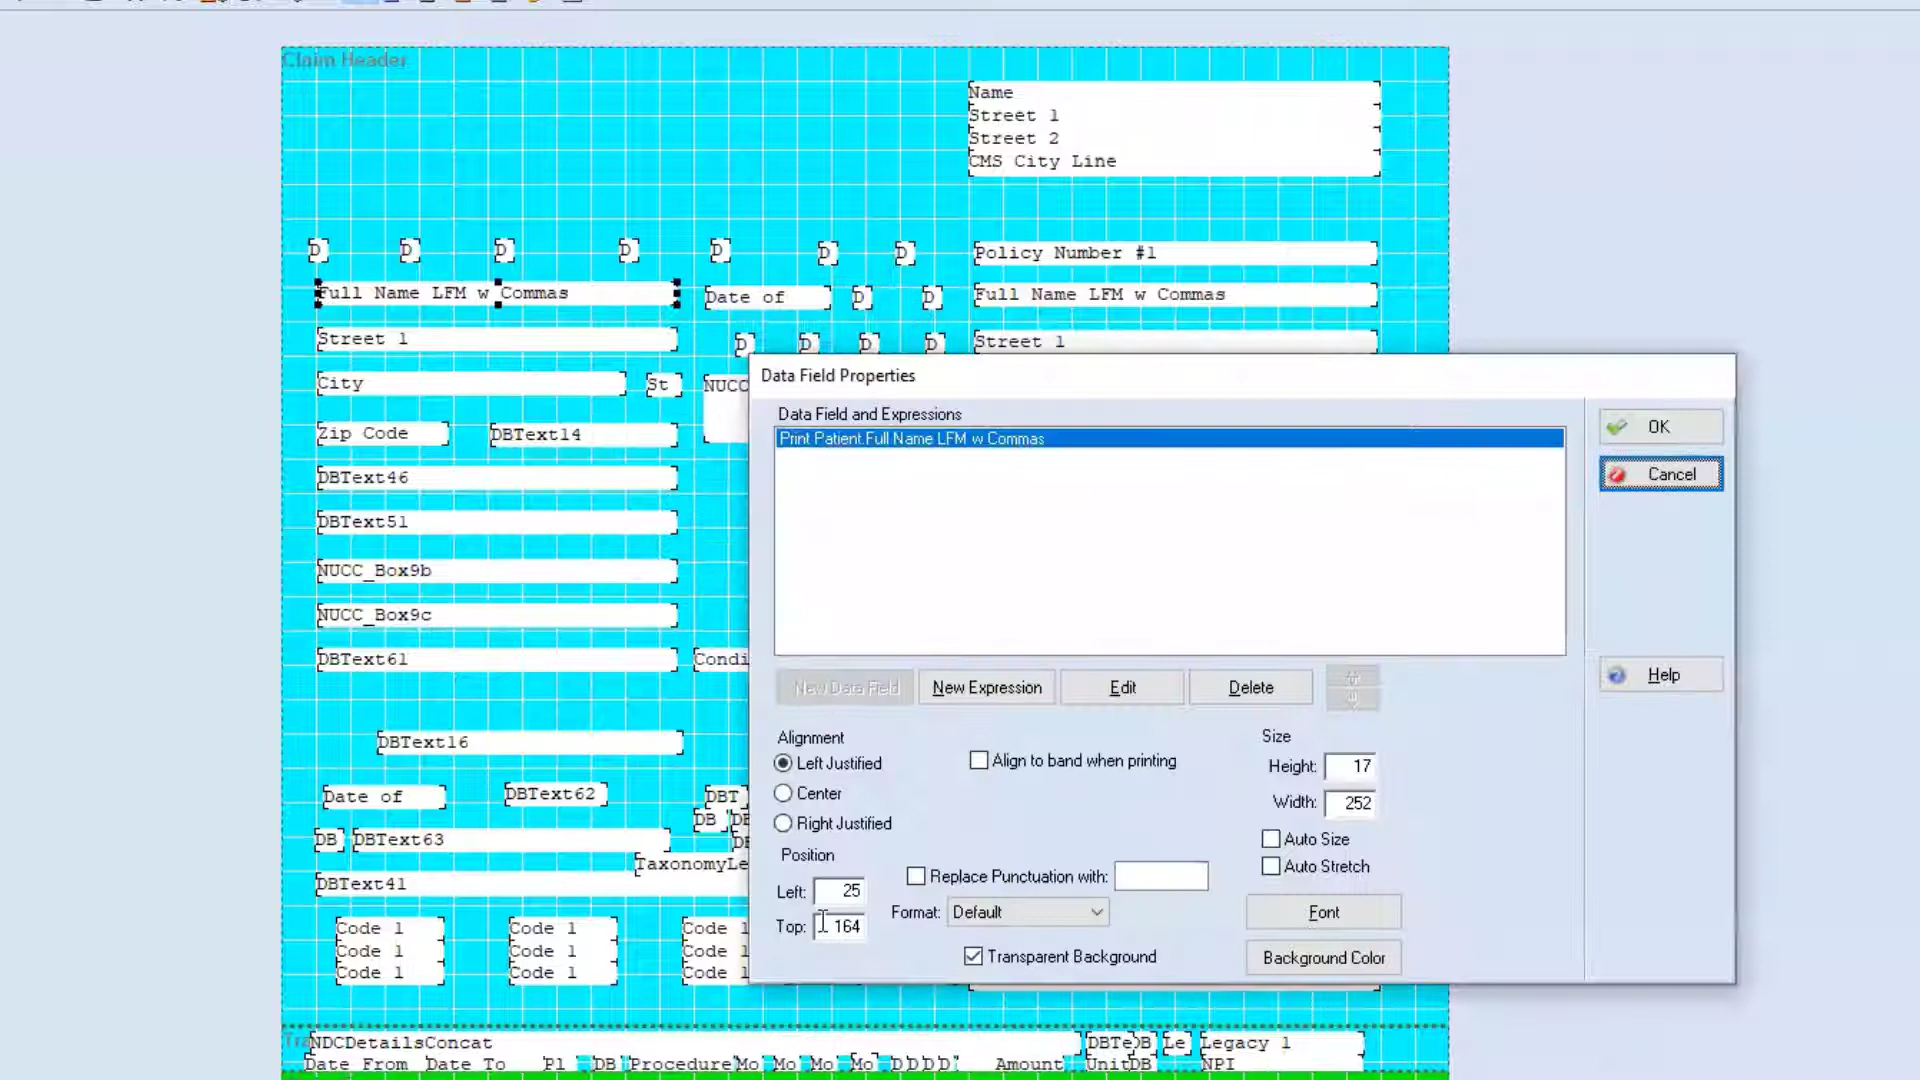 Claim Header
Name
Street 1
Street 2
CMS City Line
D D D D D D D
Policy Number #1
Full Name LFM w Commas
Date of D D
Full Name LFM w Commas
Street 1
D D D D
Street 1
City
St
NUCC
Zip Code
DBText14
DBText46
DBText51
NUCC_Box9b
NUCC_Box9c
DBText61
Condi
DBText16
Date of
DBText62
DBT
DB
DB DBText63
TaxonomyLe
DBText41
Code 1 Code 1 Code 1
Code 1 Code 1 Code 1
Code 1 Code 1 Code 1
Data Field Properties
Data Field and Expressions
Print Patient.Full Name LFM w Commas
OK
Cancel
Help
New Data Field
New Expression
Edit
Delete
Alignment
Left Justified
Center
Right Justified
Align to band when printing
Size
Height: 17
Width: 252
Auto Size
Auto Stretch
Position
Left: 25
Top: 164
Replace Punctuation with:
Format: Default
Transparent Background
Font
Background Color
NDCDetailsConcat
Le
Legacy 1
Date From Date To Pl DB Procedure Mo Mo Mo Mo D D D D Amount Unit DB NPI